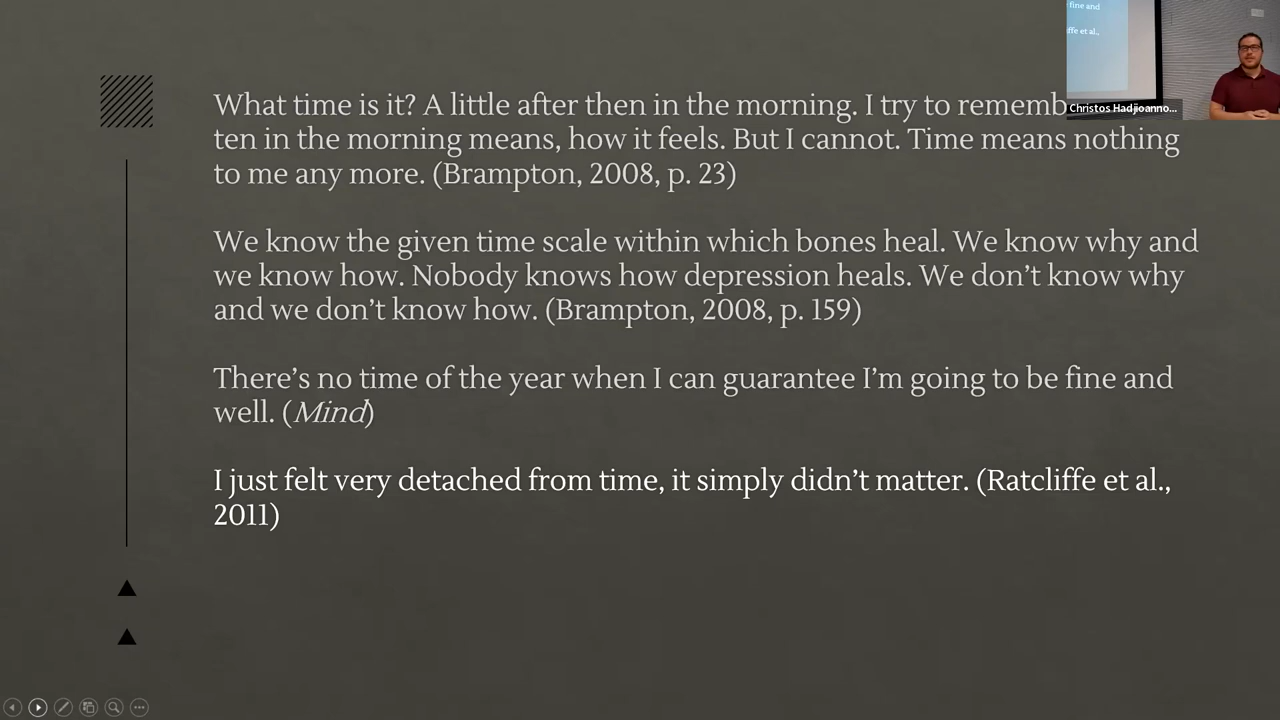 What time is it? A little after then in the morning. I try to rememb
ten in the morning means, how it feels. But I cannot. Time means nothing
to me any more. (Brampton, 2008, p. 23)
We know the given time scale within which bones heal. We know why and
we know how. Nobody knows how depression heals. We don’t know why
and we don’t know how. (Brampton, 2008, p. 159)
There’s no time of the year when I can guarantee I’m going to be fine and
well. (Mind)
I just felt very detached from time, it simply didn’t matter. (Ratcliffe et al.,
2011)
fine and
iffe et al.,
Christos Hadjioanno...